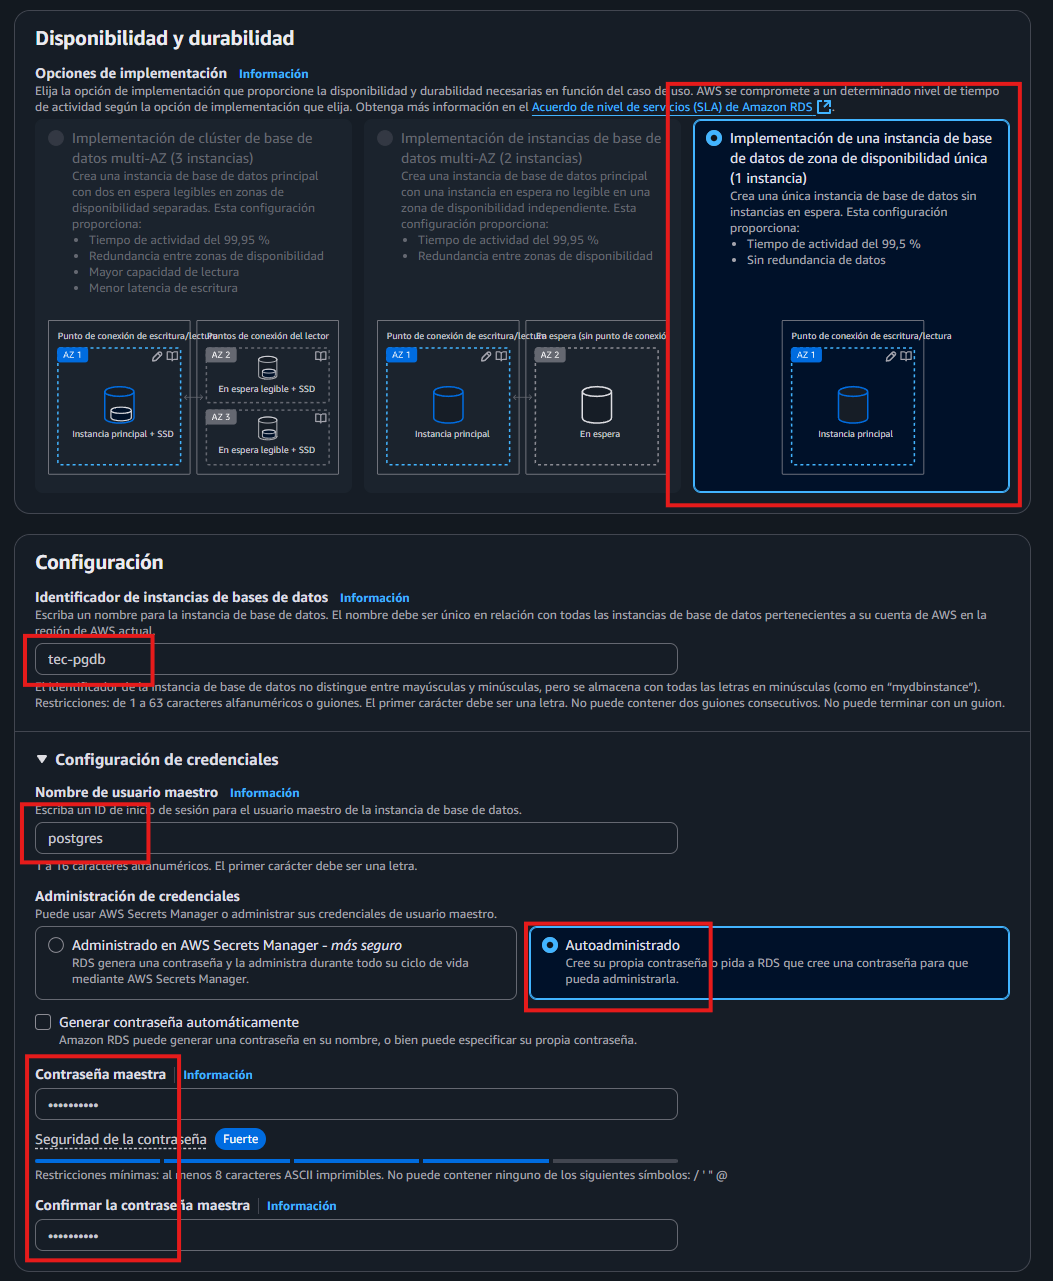 Disponibilidad y durabilidad
Opciones de implementación Información
Elija la opción de implementación que proporcione la disponibilidad y durabilidad necesarias en función del caso de uso. AWS se compromete a un determinado nivel de tiempo
de actividad según la opción de implementación que elija. Obtenga más información en el Acuerdo de nivel de servicios (SLA) de Amazon RDS.
Implementación de clúster de base de
datos multi-AZ (3 instancias)
Crea una instancia de base de datos principal
con dos en espera legibles en zonas de
disponibilidad separadas. Esta configuración
proporciona:
• Tiempo de actividad del 99,95 %
• Redundancia entre zonas de disponibilidad
• Mayor capacidad de lectura
• Menor latencia de escritura
Punto de conexión de escritura/lectura
AZ 1
Instancia principal + SSD
Puntos de conexión del lector
AZ 2
En espera legible + SSD
AZ 3
En espera legible + SSD
Implementación de instancias de base de
datos multi-AZ (2 instancias)
Crea una instancia de base de datos principal
con una instancia en espera no legible en una
zona de disponibilidad independiente. Esta
configuración proporciona:
• Tiempo de actividad del 99,95 %
• Redundancia entre zonas de disponibilidad
Punto de conexión de escritura/lectura
AZ 1
Instancia principal
En espera (sin punto de conexió
AZ 2
En espera
Implementación de una instancia de base
de datos de zona de disponibilidad única
(1 instancia)
Crea una única instancia de base de datos sin
instancias en espera. Esta configuración
proporciona:
• Tiempo de actividad del 99,5 %
• Sin redundancia de datos
Punto de conexión de escritura/lectura
AZ 1
Instancia principal
Configuración
Identificador de instancias de bases de datos Información
Escriba un nombre para la instancia de base de datos. El nombre debe ser único en relación con todas las instancias de base de datos pertenecientes a su cuenta de AWS en la
región de AWS actual.
tec-pgdb
El identificador de la instancia de base de datos no distingue entre mayúsculas y minúsculas, pero se almacena con todas las letras en minúsculas (como en “mydbinstance”).
Restricciones: de 1 a 63 caracteres alfanuméricos o guiones. El primer carácter debe ser una letra. No puede contener dos guiones consecutivos. No puede terminar con un guion.
▼ Configuración de credenciales
Nombre de usuario maestro Información
Escriba un ID de inicio de sesión para el usuario maestro de la instancia de base de datos.
postgres
1 a 16 caracteres alfanuméricos. El primer carácter debe ser una letra.
Administración de credenciales
Puede usar AWS Secrets Manager o administrar sus credenciales de usuario maestro.
Administrado en AWS Secrets Manager - más seguro
RDS genera una contraseña y la administra durante todo su ciclo de vida
mediante AWS Secrets Manager.
Autoadministrado
Cree su propia contraseña o pida a RDS que cree una contraseña para que
pueda administrarla.
Generar contraseña automáticamente
Amazon RDS puede generar una contraseña en su nombre, o bien puede especificar su propia contraseña.
Contraseña maestra Información
••••••••••
Seguridad de la contraseña Fuerte
Restricciones mínimas: al menos 8 caracteres ASCII imprimibles. No puede contener ninguno de los siguientes símbolos: / ' " @
Confirmar la contraseña maestra Información
••••••••••